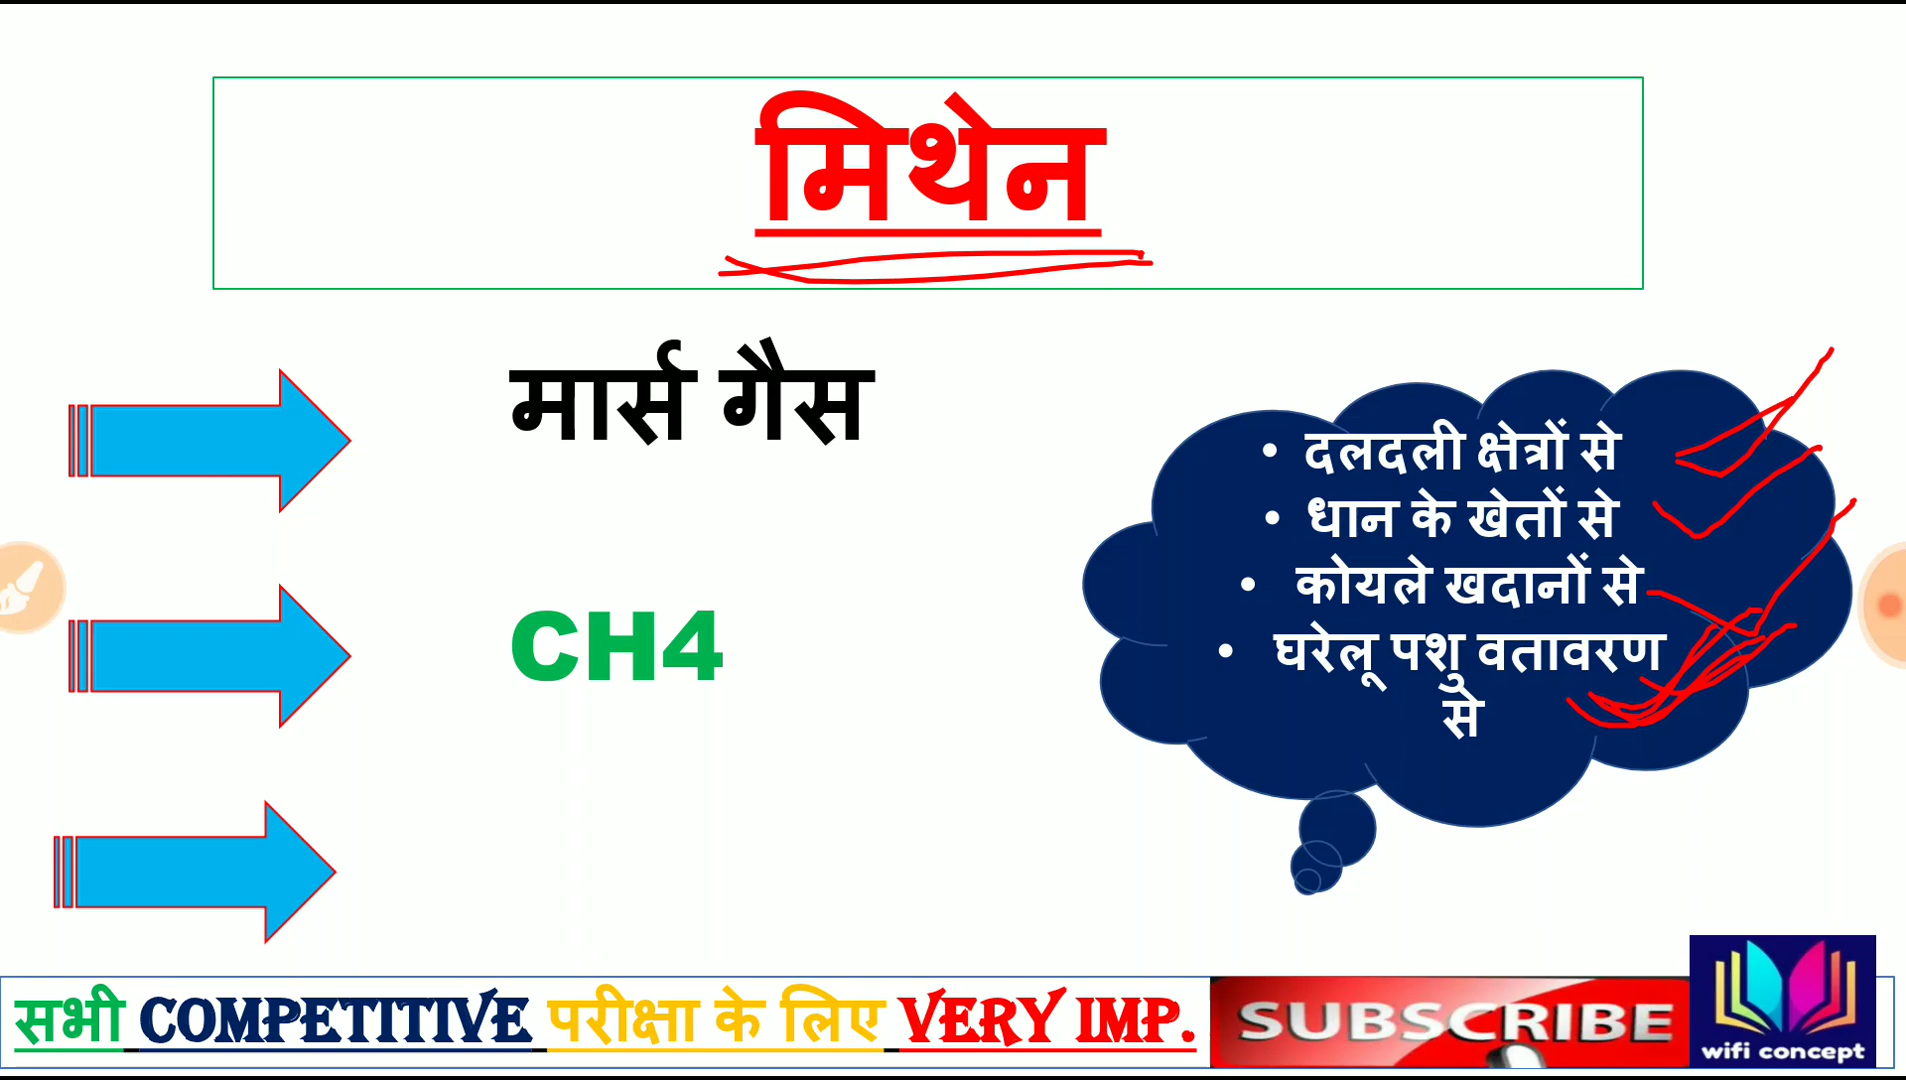 मिथेन
मार्स गैस
CH4
• दलदली क्षेत्रों से
• धान के खेतों से
• कोयले खदानों से
• घरेलू पशु वतावरण
से
सभी COMPETITIVE परीक्षा के लिए VERY IMP.
SUBSCRIBE
wifi concept